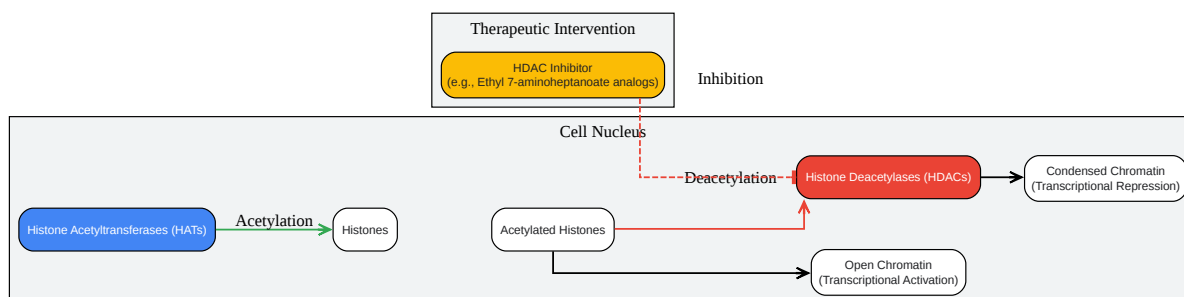 Therapeutic Intervention
HDAC Inhibitor
(e.g., Ethyl 7-aminoheptanoate analogs)
Inhibition
Cell Nucleus
Deacetylation
Histone Deacetylases (HDACs)
Condensed Chromatin
(Transcriptional Repression)
Histone Acetyltransferases (HATs)
Acetylation
Histones
Acetylated Histones
Open Chromatin
(Transcriptional Activation)